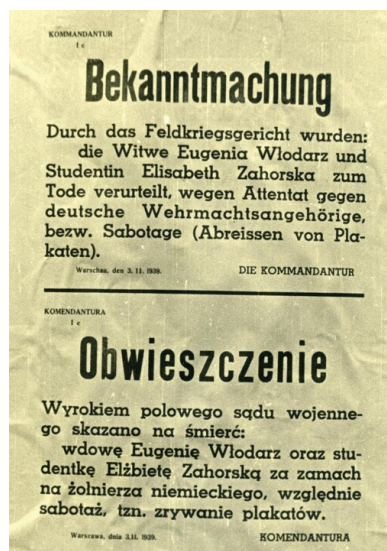 KOMMANDANTUR
I c
Bekanntmachung
Durch das Feldkriegsgericht wurden:
die Witwe Eugenia Wlodarz und
Studentin Elisabeth Zahorska zum
Tode verurteilt, wegen Attentat gegen
deutsche Wehrmachtsangehörige,
bezw. Sabotage (Abreissen von Pla-
katen).
Warschau, den 3. 11. 1939. DIE KOMMANDANTUR
KOMENDANTURA
I c
Obwieszczenie
Wyrokiem polowego sądu wojenne-
go skazano na śmierć:
wdowę Eugenię Włodarz oraz stu-
dentkę Elżbietę Zahorską za zamach
na żołnierza niemieckiego, względnie
sabotaż, tzn. zrywanie plakatów.
Warszawa, dnia 3.11. 1939. KOMENDANTURA